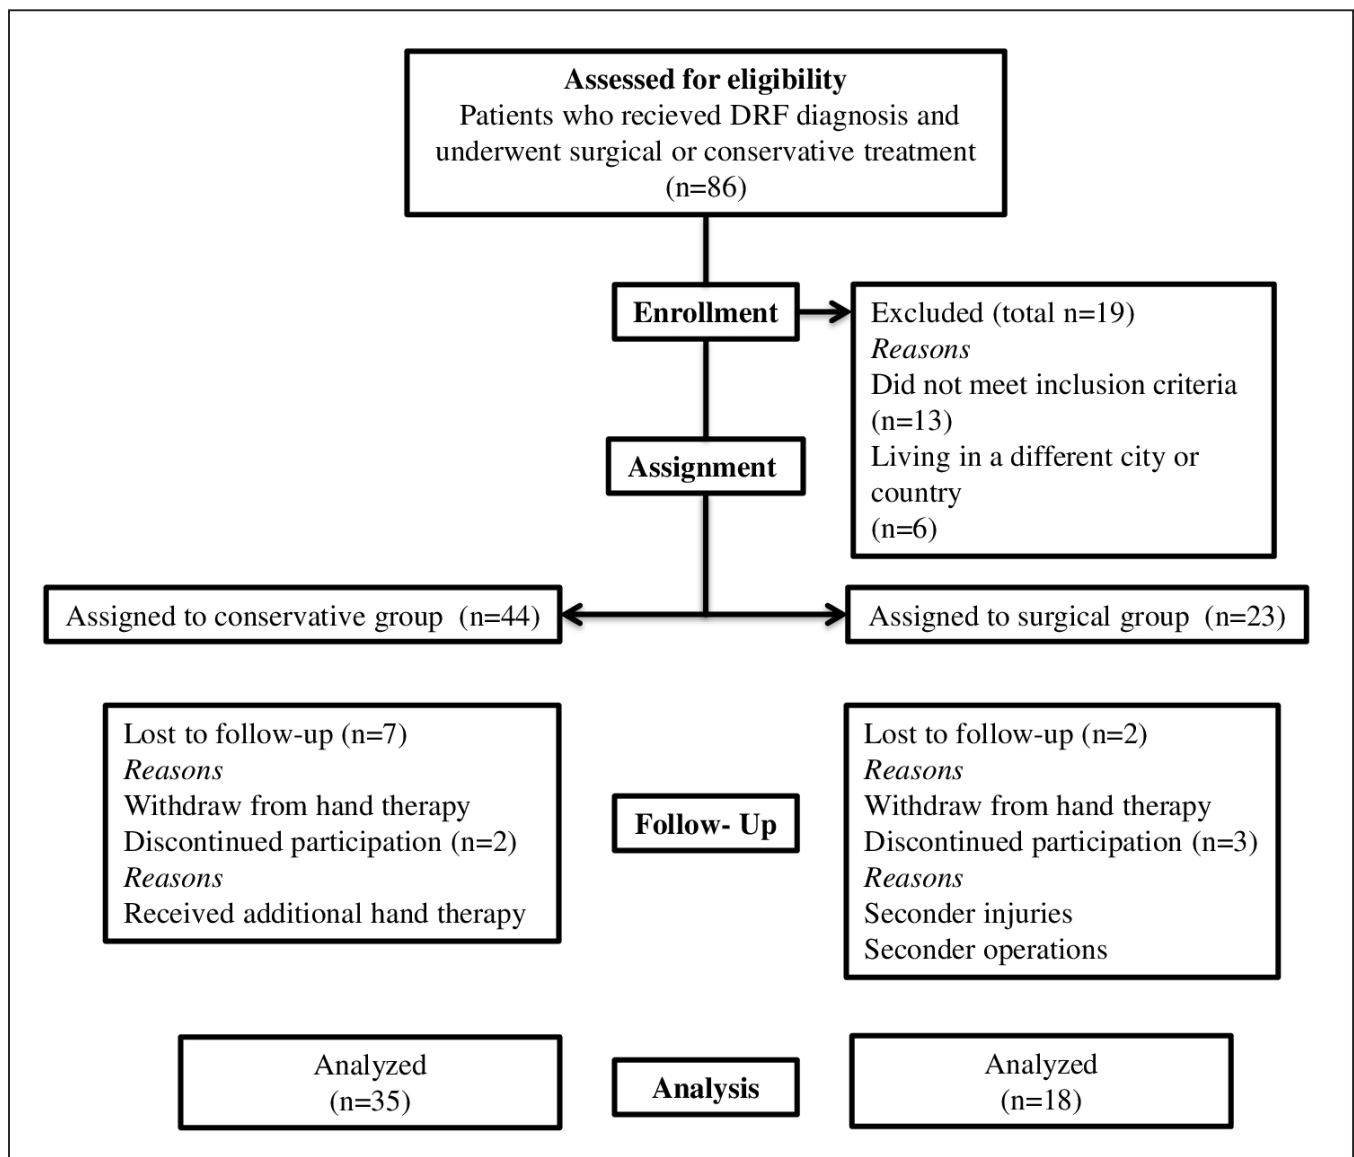 Assessed for eligibility
Patients who recieved DRF diagnosis and
underwent surgical or conservative treatment
(n=86)
Enrollment
Excluded (total n=19)
Reasons
Did not meet inclusion criteria
(n=13)
Living in a different city or
country
(n=6)
Assignment
Assigned to conservative group (n=44)
Assigned to surgical group (n=23)
Lost to follow-up (n=7)
Reasons
Withdraw from hand therapy
Discontinued participation (n=2)
Reasons
Received additional hand therapy
Follow- Up
Lost to follow-up (n=2)
Reasons
Withdraw from hand therapy
Discontinued participation (n=3)
Reasons
Seconder injuries
Seconder operations
Analyzed
(n=35)
Analysis
Analyzed
(n=18)